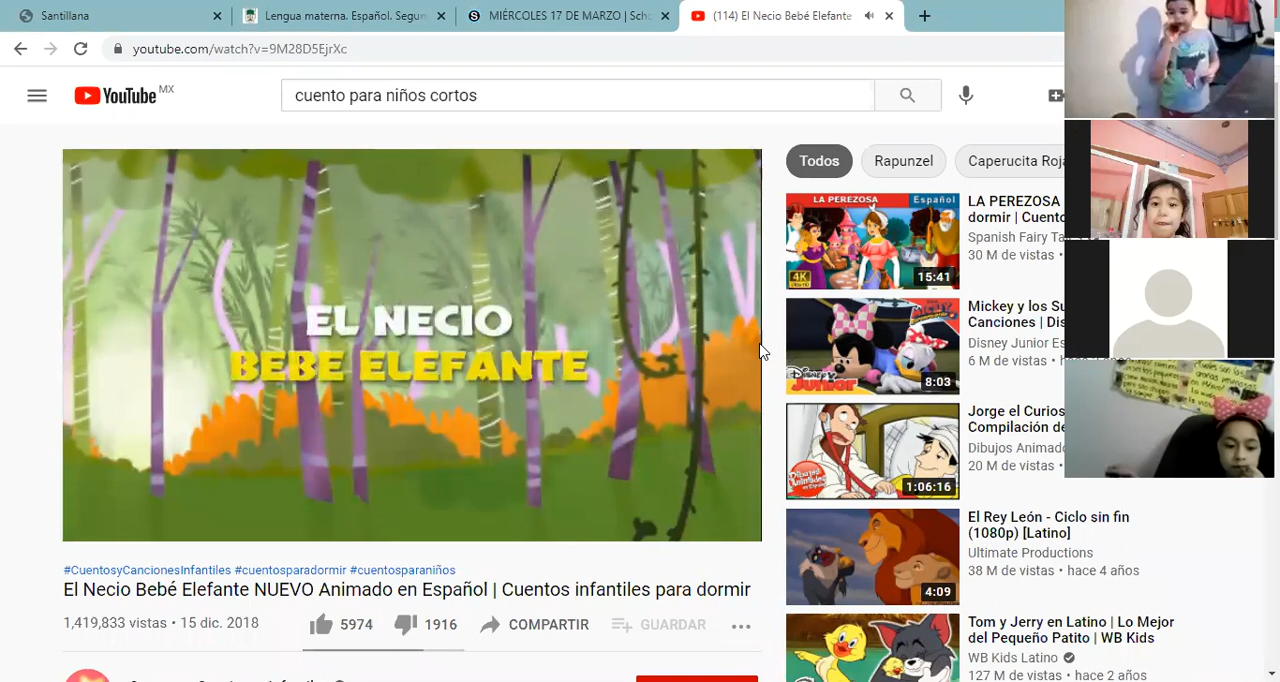 Santillana
Lengua materna. Español. Segun
MIÉRCOLES 17 DE MARZO | Scho
(114) El Necio Bebé Elefante
youtube.com/watch?v=9M28D5EjrXc
YouTube MX
cuento para niños cortos
EL NECIO
BEBE ELEFANTE
#CuentosyCancionesInfantiles #cuentosparadormir #cuentosparaniños
El Necio Bebé Elefante NUEVO Animado en Español | Cuentos infantiles para dormir
1,419,833 vistas • 15 dic. 2018
5974
1916
COMPARTIR
GUARDAR
Todos
Rapunzel
Caperucita Roja
LA PEREZOSA
Español
4K
15:41
LA PEREZOSA
dormir | Cuento
Spanish Fairy Ta
30 M de vistas •
Disney Junior
8:03
Mickey y los Su
Canciones | Dis
Disney Junior Es
6 M de vistas •
Dibujos Animados
1:06:16
Jorge el Curios
Compilación de
Dibujos Animado
20 M de vistas •
4:09
El Rey León - Ciclo sin fin
(1080p) [Latino]
Ultimate Productions
38 M de vistas • hace 4 años
Tom y Jerry en Latino | Lo Mejor
del Pequeño Patito | WB Kids
WB Kids Latino
127 M de vistas • hace 2 años